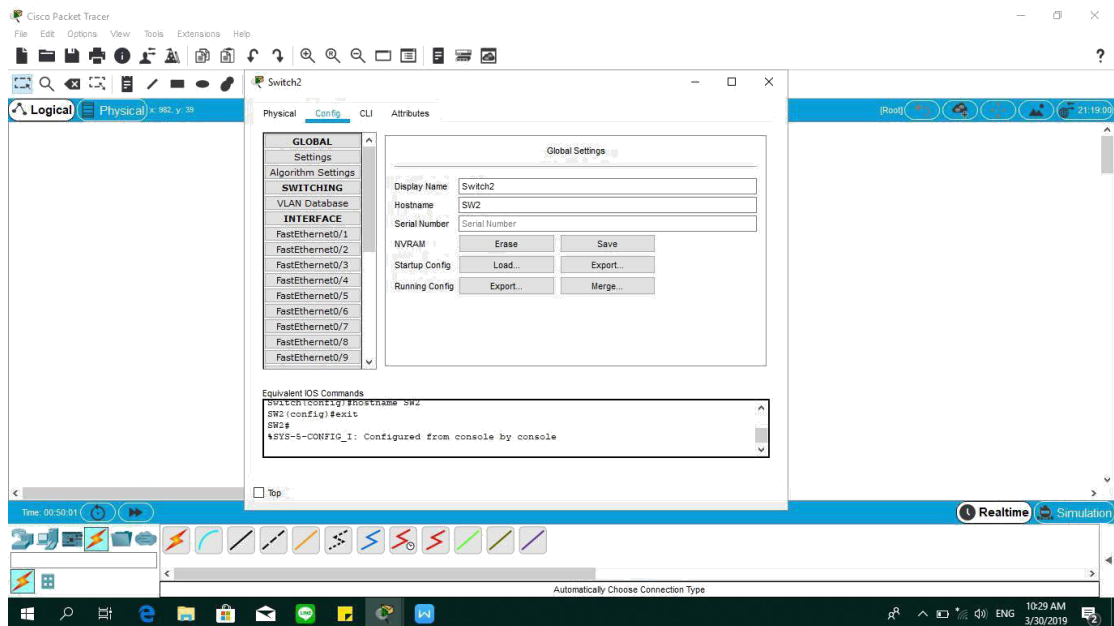 Cisco Packet Tracer
File Edit Options View Tools Extensions Help
?
Switch2
Logical Physical x: 982, y: 39
[Root] 21:19:00
Physical Config CLI Attributes
GLOBAL
Settings
Algorithm Settings
SWITCHING
VLAN Database
INTERFACE
FastEthernet0/1
FastEthernet0/2
FastEthernet0/3
FastEthernet0/4
FastEthernet0/5
FastEthernet0/6
FastEthernet0/7
FastEthernet0/8
FastEthernet0/9
Global Settings
Display Name Switch2
Hostname SW2
Serial Number Serial Number
NVRAM Erase Save
Startup Config Load... Export...
Running Config Export... Merge...
Equivalent IOS Commands
Switch(config)#hostname SW2
SW2(config)#exit
SW2#
%SYS-5-CONFIG_I: Configured from console by console
Top
Time: 00:50:01
Realtime Simulation
Automatically Choose Connection Type
LINE
W
ENG
10:29 AM
3/30/2019
2